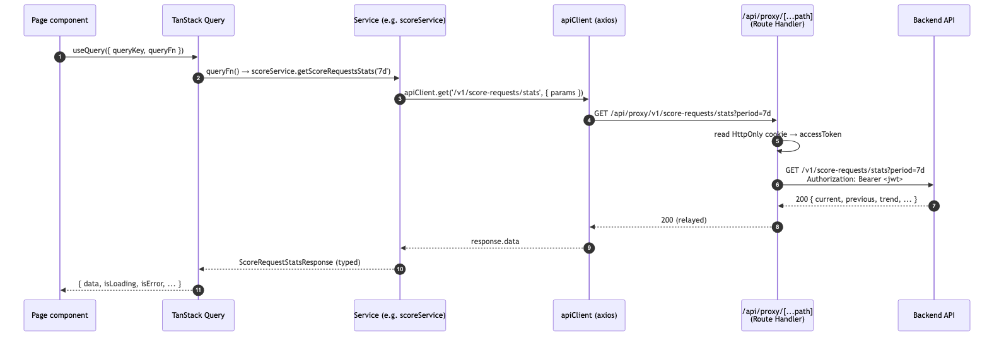 Page component
TanStack Query
Service (e.g. scoreService)
apiClient (axios)
/api/proxy/[...path]
(Route Handler)
Backend API
1
useQuery({ queryKey, queryFn })
2
queryFn() → scoreService.getScoreRequestsStats('7d')
3
apiClient.get('/v1/score-requests/stats', { params })
4
GET /api/proxy/v1/score-requests/stats?period=7d
5
read HttpOnly cookie → accessToken
6
GET /v1/score-requests/stats?period=7d
Authorization: Bearer <jwt>
7
200 { current, previous, trend, ... }
8
200 (relayed)
9
response.data
10
ScoreRequestStatsResponse (typed)
11
{ data, isLoading, isError, ... }
Page component
TanStack Query
Service (e.g. scoreService)
apiClient (axios)
/api/proxy/[...path]
(Route Handler)
Backend API